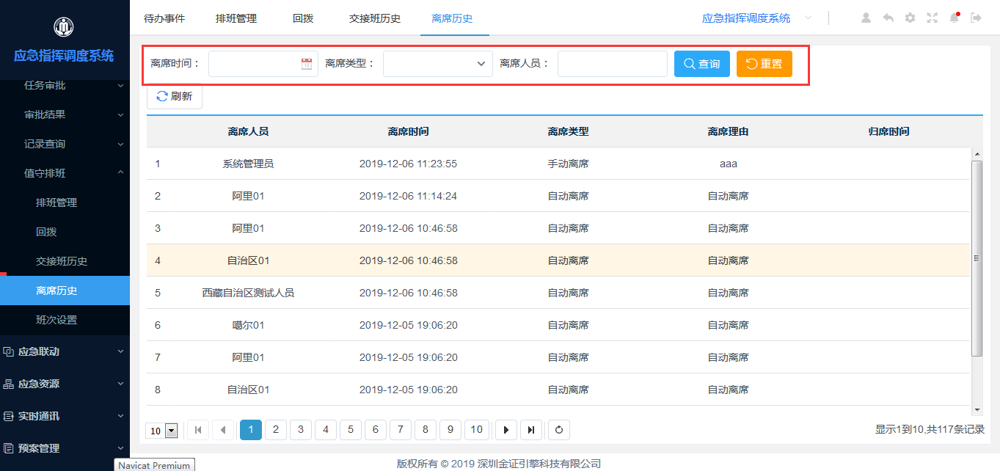 应急指挥调度系统
任务审批
审批结果
记录查询
值守排班
排班管理
回拨
交接班历史
离席历史
班次设置
应急联动
应急资源
实时通讯
预案管理
待办事件 排班管理 回拨 交接班历史 离席历史 应急指挥调度系统
离席时间： 离席类型： 离席人员： 查询 重置
刷新
离席人员 离席时间 离席类型 离席理由 归席时间
1 系统管理员 2019-12-06 11:23:55 手动离席 aaa
2 阿里01 2019-12-06 11:14:24 自动离席 自动离席
3 阿里01 2019-12-06 10:46:58 自动离席 自动离席
4 自治区01 2019-12-06 10:46:58 自动离席 自动离席
5 西藏自治区测试人员 2019-12-06 10:46:58 自动离席 自动离席
6 噶尔01 2019-12-05 19:06:20 自动离席 自动离席
7 阿里01 2019-12-05 19:06:20 自动离席 自动离席
8 自治区01 2019-12-05 19:06:20 自动离席 自动离席
10 1 2 3 4 5 6 7 8 9 10 显示1到10,共117条记录
版权所有 © 2019 深圳金证引擎科技有限公司
Navicat Premium